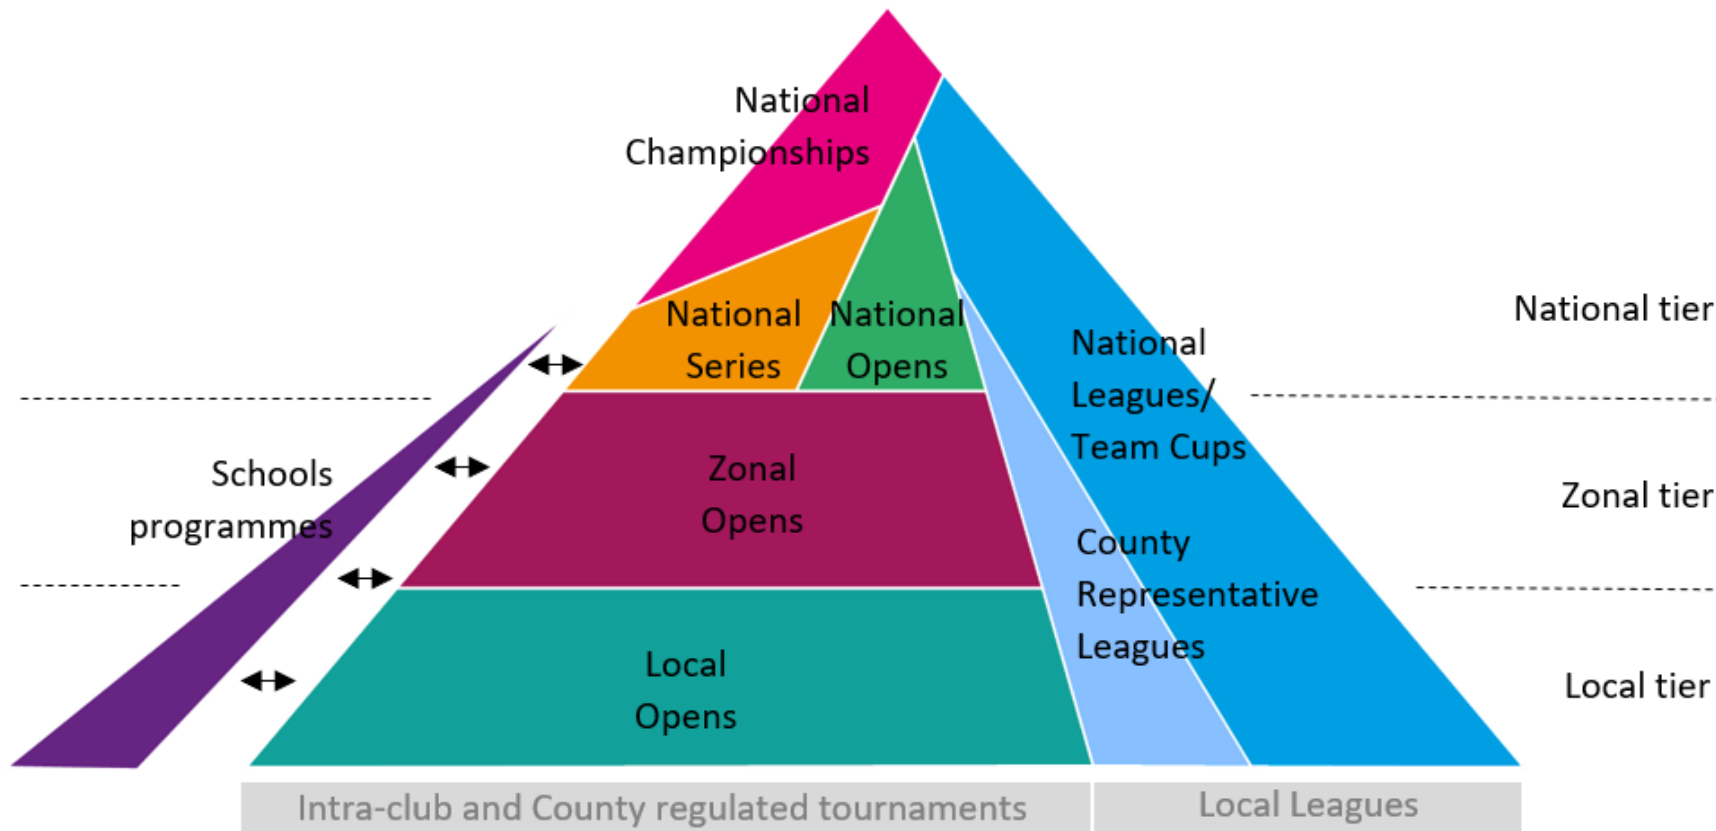 National
Championships
National
Series
National
Opens
National
Leagues/
Team Cups
National tier
Schools
programmes
Zonal
Opens
Zonal tier
County
Representative
Leagues
Local
Opens
Local tier
Intra-club and County regulated tournaments
Local Leagues